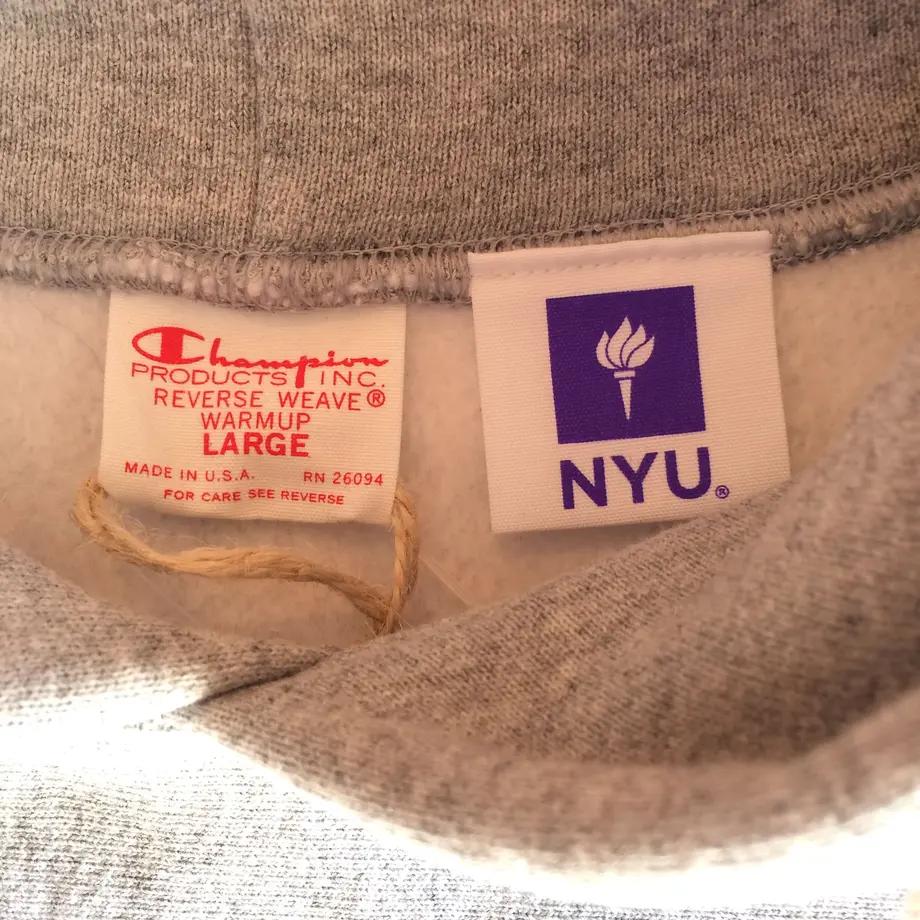 Champion
PRODUCTS INC.
REVERSE WEAVE®
WARMUP
LARGE
MADE IN U.S.A. RN 26094
FOR CARE SEE REVERSE
NYU®